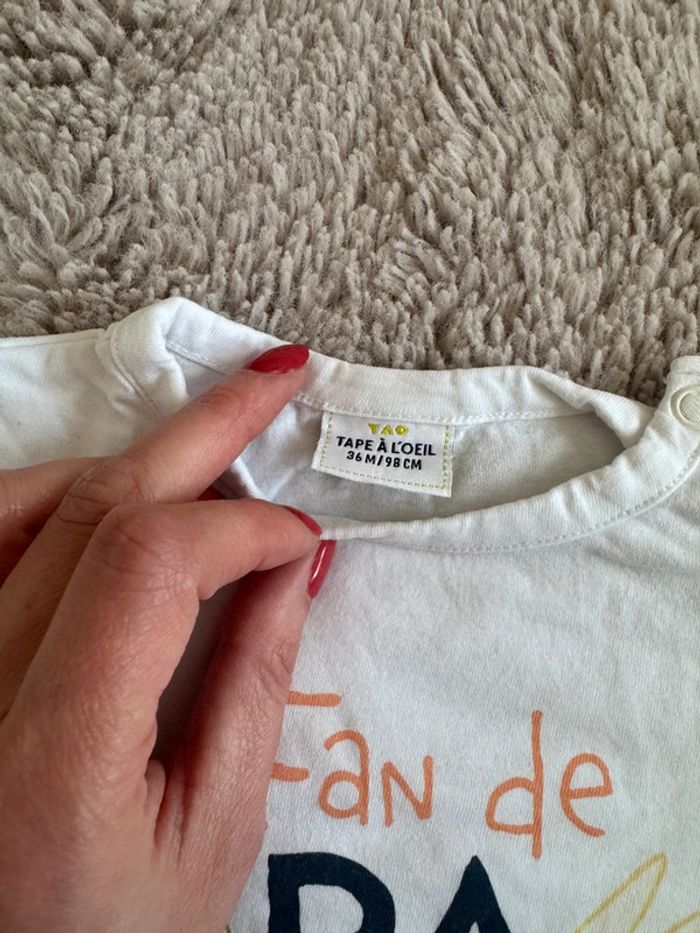 TAO
TAPE À L'OEIL
36 M/98 CM
Fan de